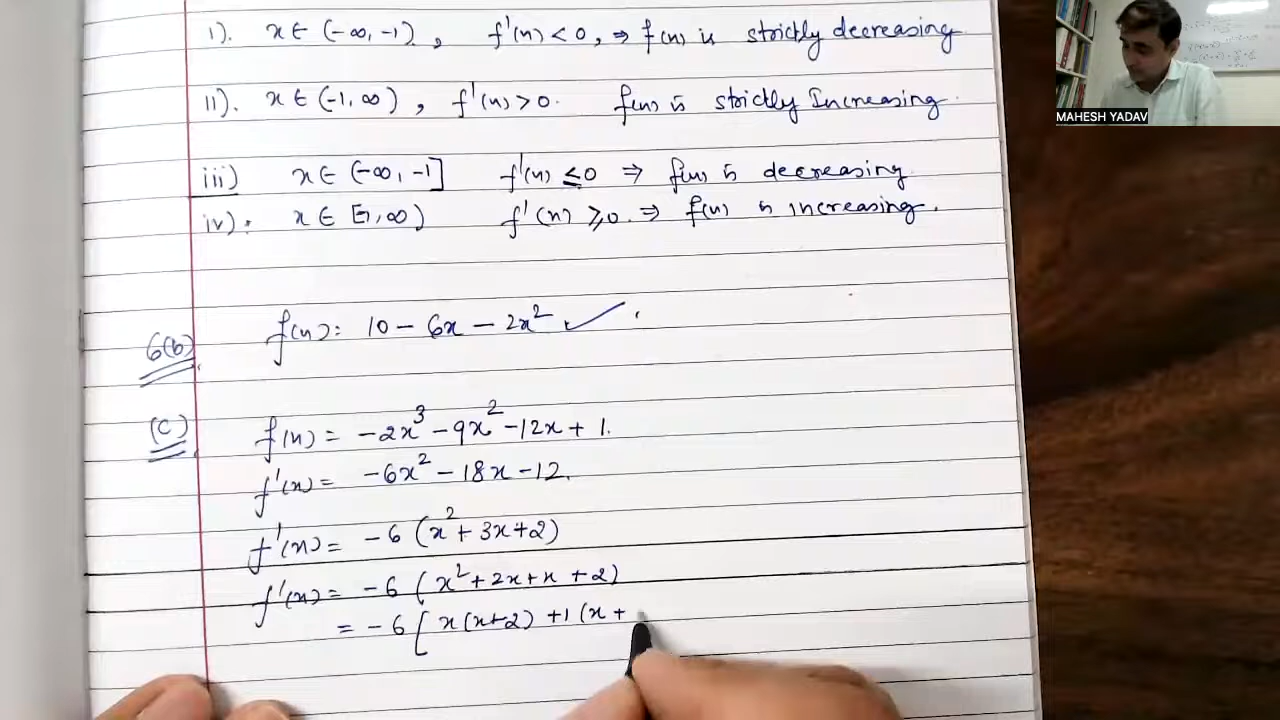 i). x ∈ (-∞, -1), f'(x) < 0, ⇒ f(x) is strictly decreasing
ii). x ∈ (-1, ∞), f'(x) > 0. f(x) is strictly Increasing.
iii) x ∈ (-∞, -1] f'(x) ≤ 0 ⇒ f(x) is decreasing.
iv). x ∈ [-1, ∞) f'(x) ≥ 0. ⇒ f(x) is increasing.
6(b) f(x): 10 - 6x - 2x² ✓.
(C) f(x) = -2x³ - 9x² - 12x + 1.
f'(x) = -6x² - 18x - 12.
f'(x) = -6 (x² + 3x + 2)
f'(x) = -6 (x² + 2x + x + 2)
= -6 [x(x+2) + 1 (x +
MAHESH YADAV